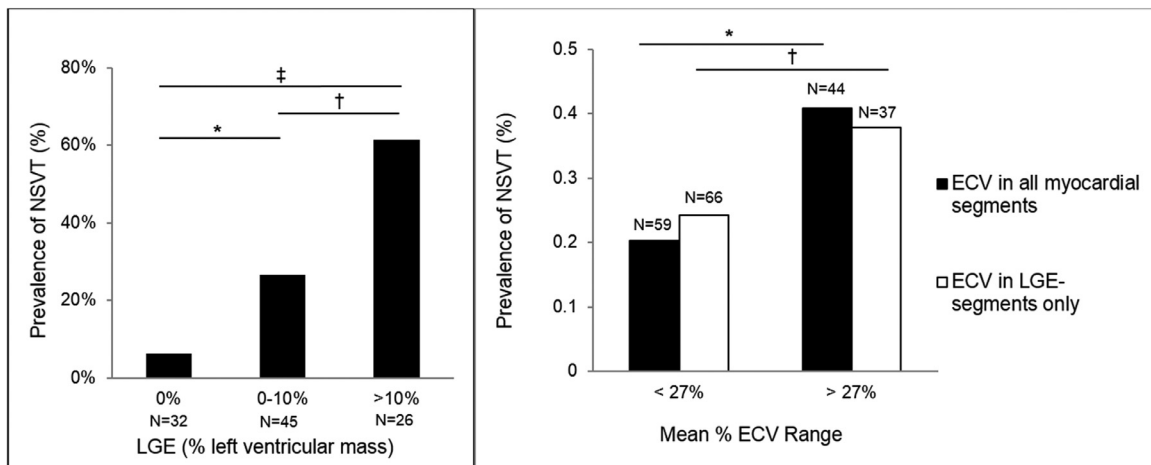 ‡
†
*
80%
60%
40%
20%
0%
Prevalence of NSVT (%)
0% 0-10% >10%
N=32 N=45 N=26
LGE (% left ventricular mass)
*
†
0.5
0.4
0.3
0.2
0.1
0
Prevalence of NSVT (%)
N=44
N=37
N=66
N=59
< 27% > 27%
Mean % ECV Range
ECV in all myocardial
segments
ECV in LGE-
segments only